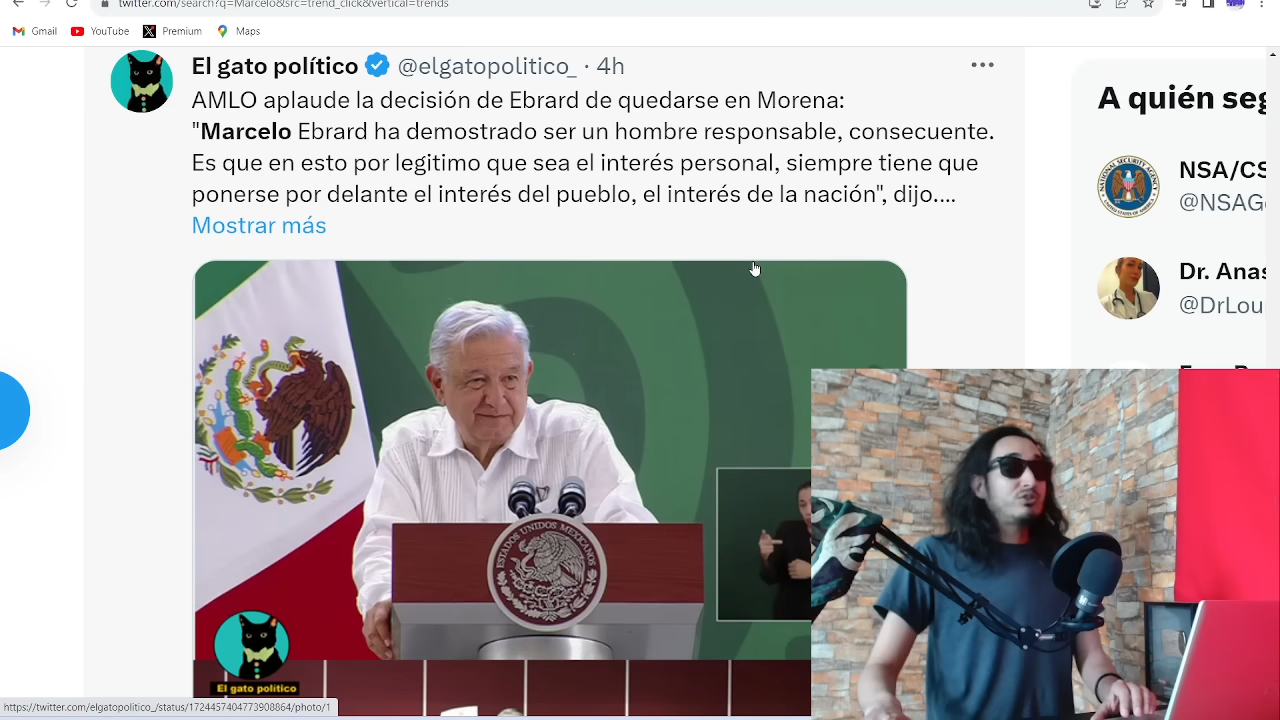 twitter.com/search?q=Marcelo&src=trend_click&vertical=trends
Gmail
YouTube
Premium
Maps
El gato político @elgatopolitico_ · 4h
AMLO aplaude la decisión de Ebrard de quedarse en Morena:
"Marcelo Ebrard ha demostrado ser un hombre responsable, consecuente.
Es que en esto por legitimo que sea el interés personal, siempre tiene que
ponerse por delante el interés del pueblo, el interés de la nación", dijo....
Mostrar más
A quién seg
NSA/CS
@NSAG
Dr. Anas
@DrLou
ESTADOS UNIDOS MEXICANOS
El gato político
https://twitter.com/elgatopolitico_/status/1724457404773908864/photo/1